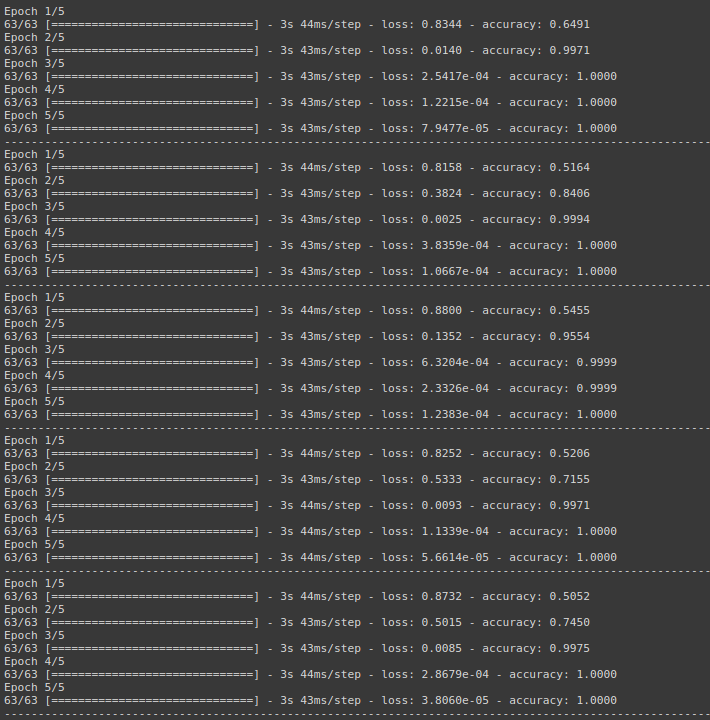 Epoch 1/5
63/63 [==============================] - 3s 44ms/step - loss: 0.8344 - accuracy: 0.6491
Epoch 2/5
63/63 [==============================] - 3s 43ms/step - loss: 0.0140 - accuracy: 0.9971
Epoch 3/5
63/63 [==============================] - 3s 43ms/step - loss: 2.5417e-04 - accuracy: 1.0000
Epoch 4/5
63/63 [==============================] - 3s 43ms/step - loss: 1.2215e-04 - accuracy: 1.0000
Epoch 5/5
63/63 [==============================] - 3s 43ms/step - loss: 7.9477e-05 - accuracy: 1.0000
---------------------------------------------------------------------------------------------------------
Epoch 1/5
63/63 [==============================] - 3s 44ms/step - loss: 0.8158 - accuracy: 0.5164
Epoch 2/5
63/63 [==============================] - 3s 43ms/step - loss: 0.3824 - accuracy: 0.8406
Epoch 3/5
63/63 [==============================] - 3s 43ms/step - loss: 0.0025 - accuracy: 0.9994
Epoch 4/5
63/63 [==============================] - 3s 43ms/step - loss: 3.8359e-04 - accuracy: 1.0000
Epoch 5/5
63/63 [==============================] - 3s 43ms/step - loss: 1.0667e-04 - accuracy: 1.0000
---------------------------------------------------------------------------------------------------------
Epoch 1/5
63/63 [==============================] - 3s 44ms/step - loss: 0.8800 - accuracy: 0.5455
Epoch 2/5
63/63 [==============================] - 3s 43ms/step - loss: 0.1352 - accuracy: 0.9554
Epoch 3/5
63/63 [==============================] - 3s 43ms/step - loss: 6.3204e-04 - accuracy: 0.9999
Epoch 4/5
63/63 [==============================] - 3s 43ms/step - loss: 2.3326e-04 - accuracy: 0.9999
Epoch 5/5
63/63 [==============================] - 3s 43ms/step - loss: 1.2383e-04 - accuracy: 1.0000
---------------------------------------------------------------------------------------------------------
Epoch 1/5
63/63 [==============================] - 3s 44ms/step - loss: 0.8252 - accuracy: 0.5206
Epoch 2/5
63/63 [==============================] - 3s 43ms/step - loss: 0.5333 - accuracy: 0.7155
Epoch 3/5
63/63 [==============================] - 3s 44ms/step - loss: 0.0093 - accuracy: 0.9971
Epoch 4/5
63/63 [==============================] - 3s 44ms/step - loss: 1.1339e-04 - accuracy: 1.0000
Epoch 5/5
63/63 [==============================] - 3s 44ms/step - loss: 5.6614e-05 - accuracy: 1.0000
---------------------------------------------------------------------------------------------------------
Epoch 1/5
63/63 [==============================] - 3s 44ms/step - loss: 0.8732 - accuracy: 0.5052
Epoch 2/5
63/63 [==============================] - 3s 43ms/step - loss: 0.5015 - accuracy: 0.7450
Epoch 3/5
63/63 [==============================] - 3s 43ms/step - loss: 0.0085 - accuracy: 0.9975
Epoch 4/5
63/63 [==============================] - 3s 43ms/step - loss: 2.8679e-04 - accuracy: 1.0000
Epoch 5/5
63/63 [==============================] - 3s 43ms/step - loss: 3.8060e-05 - accuracy: 1.0000
---------------------------------------------------------------------------------------------------------